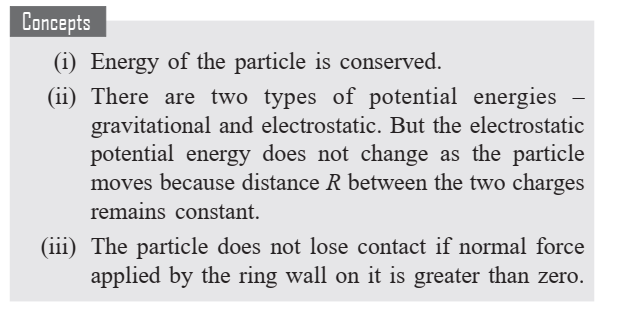 Concepts
(i) Energy of the particle is conserved.
(ii) There are two types of potential energies –
gravitational and electrostatic. But the electrostatic
potential energy does not change as the particle
moves because distance R between the two charges
remains constant.
(iii) The particle does not lose contact if normal force
applied by the ring wall on it is greater than zero.